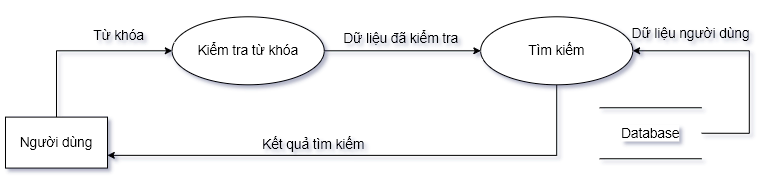 Từ khóa
Kiểm tra từ khóa
Dữ liệu đã kiểm tra
Tìm kiếm
Dữ liệu người dùng
Người dùng
Kết quả tìm kiếm
Database